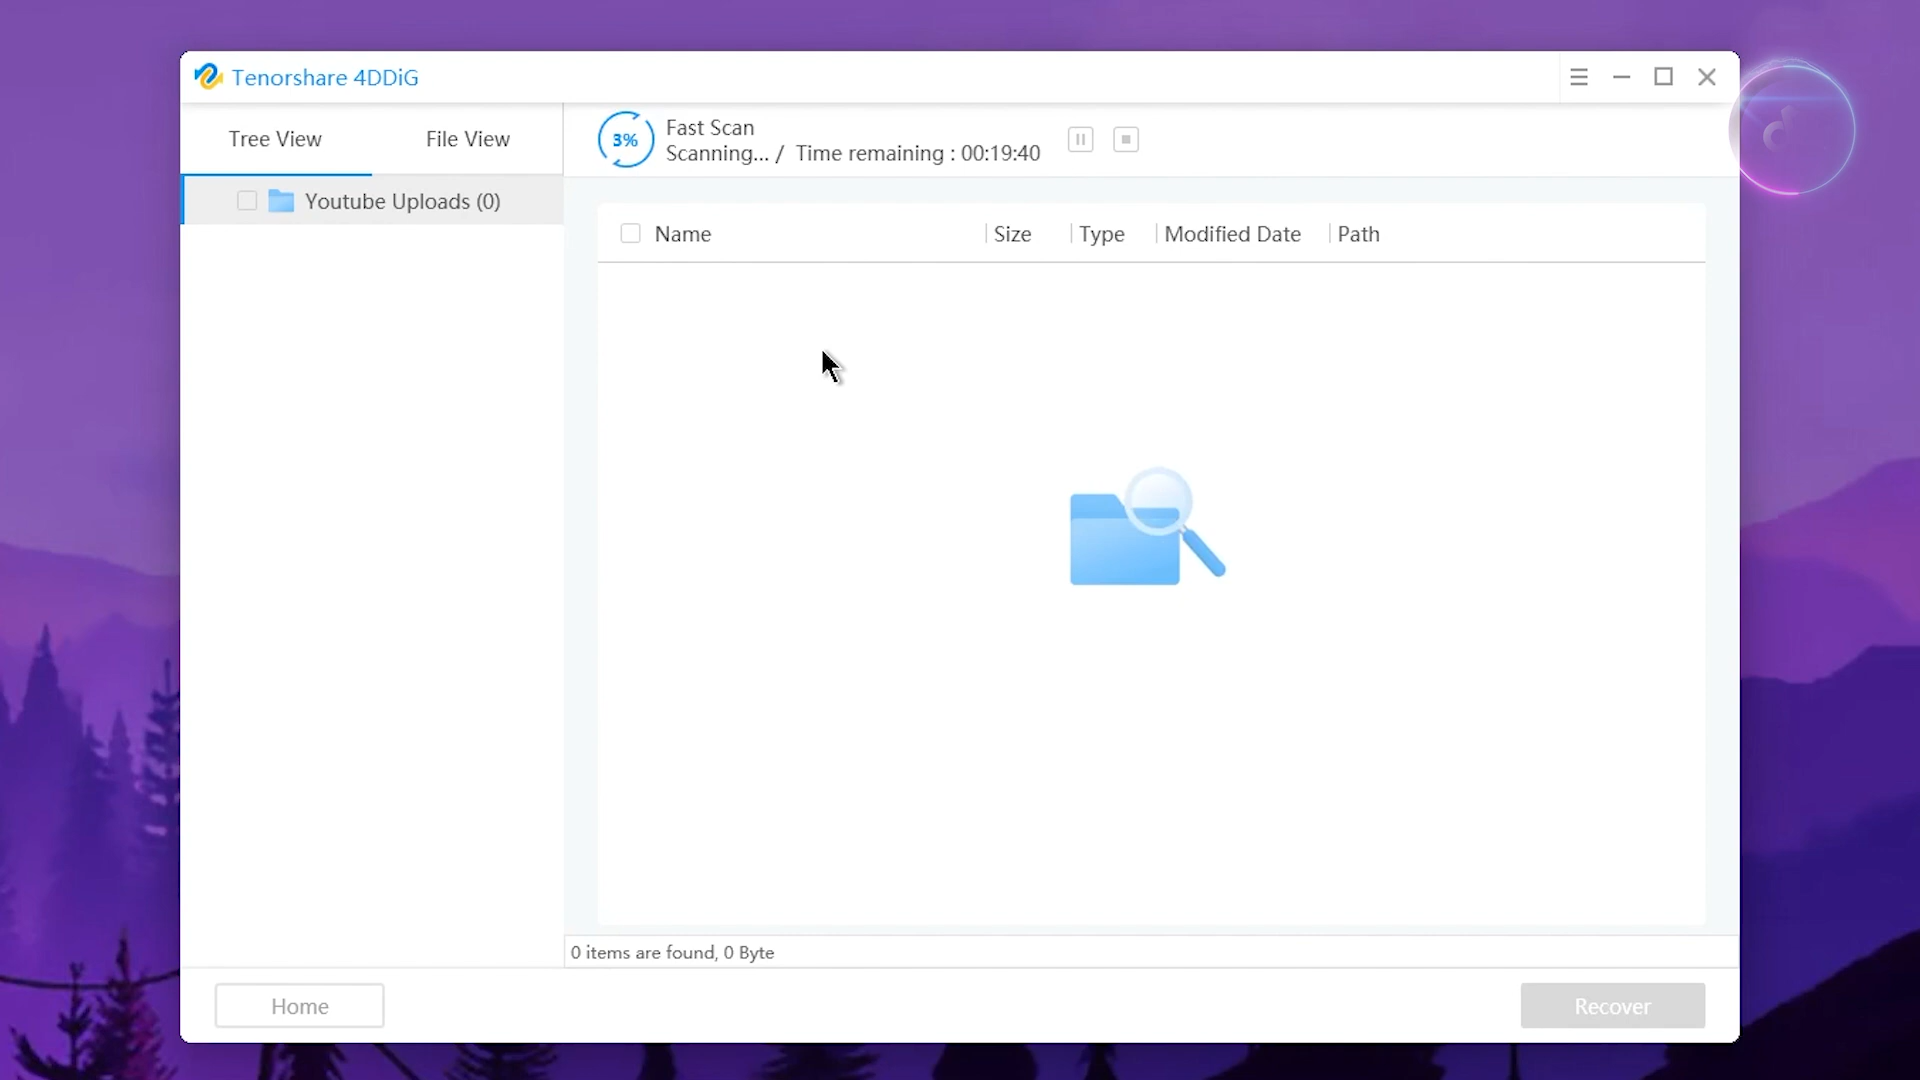 Tenorshare 4DDiG
Tree View
File View
3%
Fast Scan
Scanning... / Time remaining : 00:19:40
Youtube Uploads (0)
Name
Size
Type
Modified Date
Path
0 items are found, 0 Byte
Home
Recover